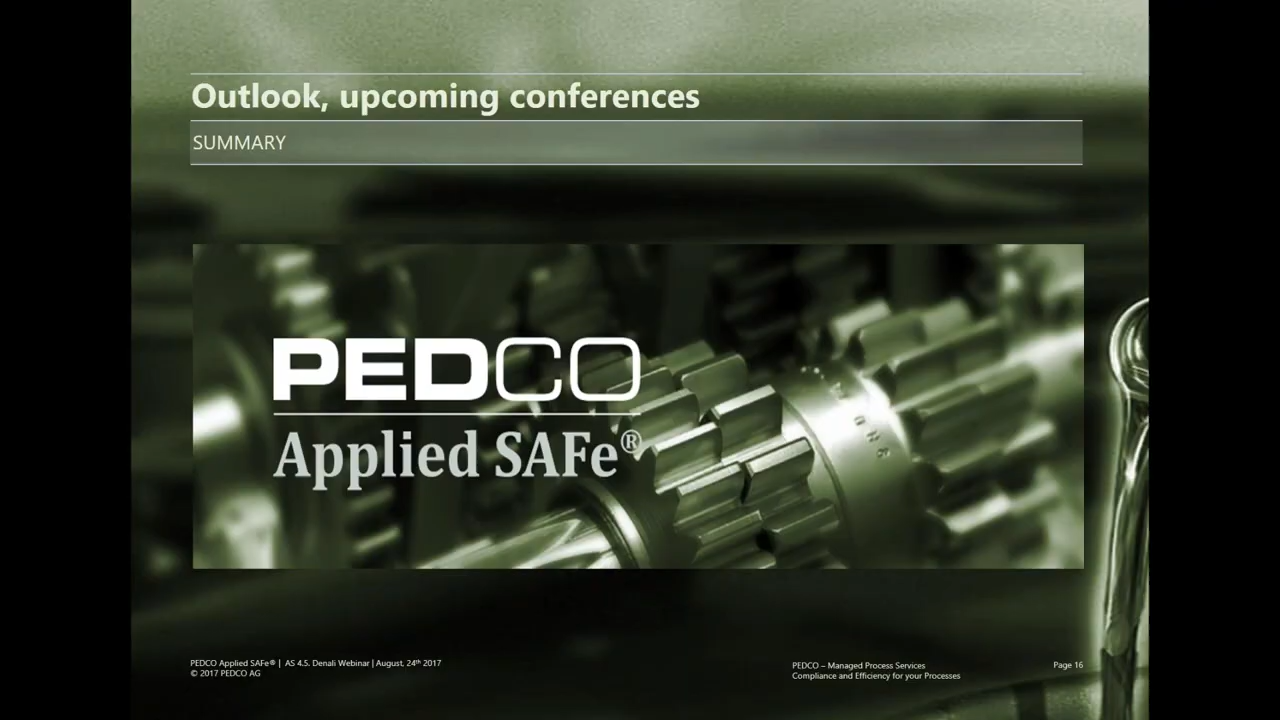 Outlook, upcoming conferences
SUMMARY
PEDCO
Applied SAFe®
PEDCO Applied SAFe® | AS 4.5. Denali Webinar | August, 24th 2017
© 2017 PEDCO AG
PEDCO – Managed Process Services
Compliance and Efficiency for your Processes
Page 16